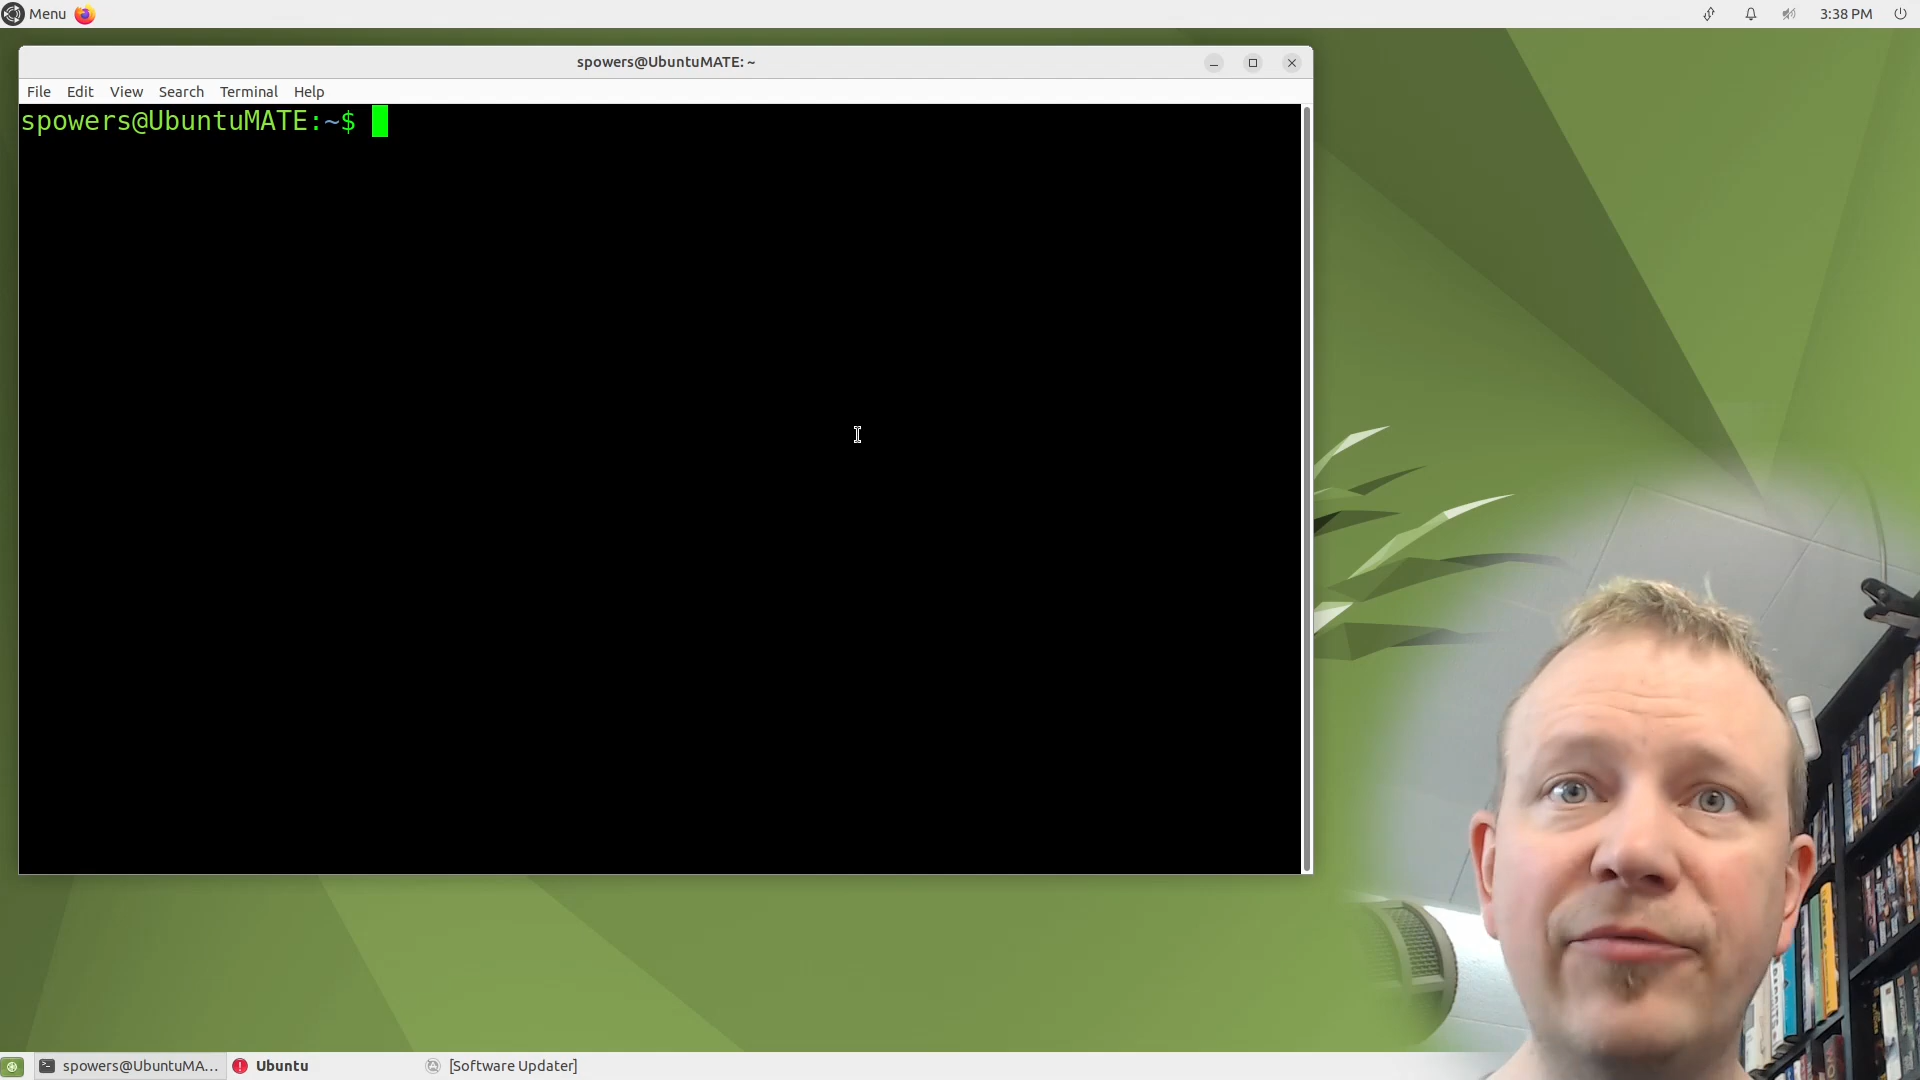 Menu
3:38 PM
spowers@UbuntuMATE: ~
File Edit View Search Terminal Help
spowers@UbuntuMATE:~$
spowers@UbuntuMA...
Ubuntu
[Software Updater]